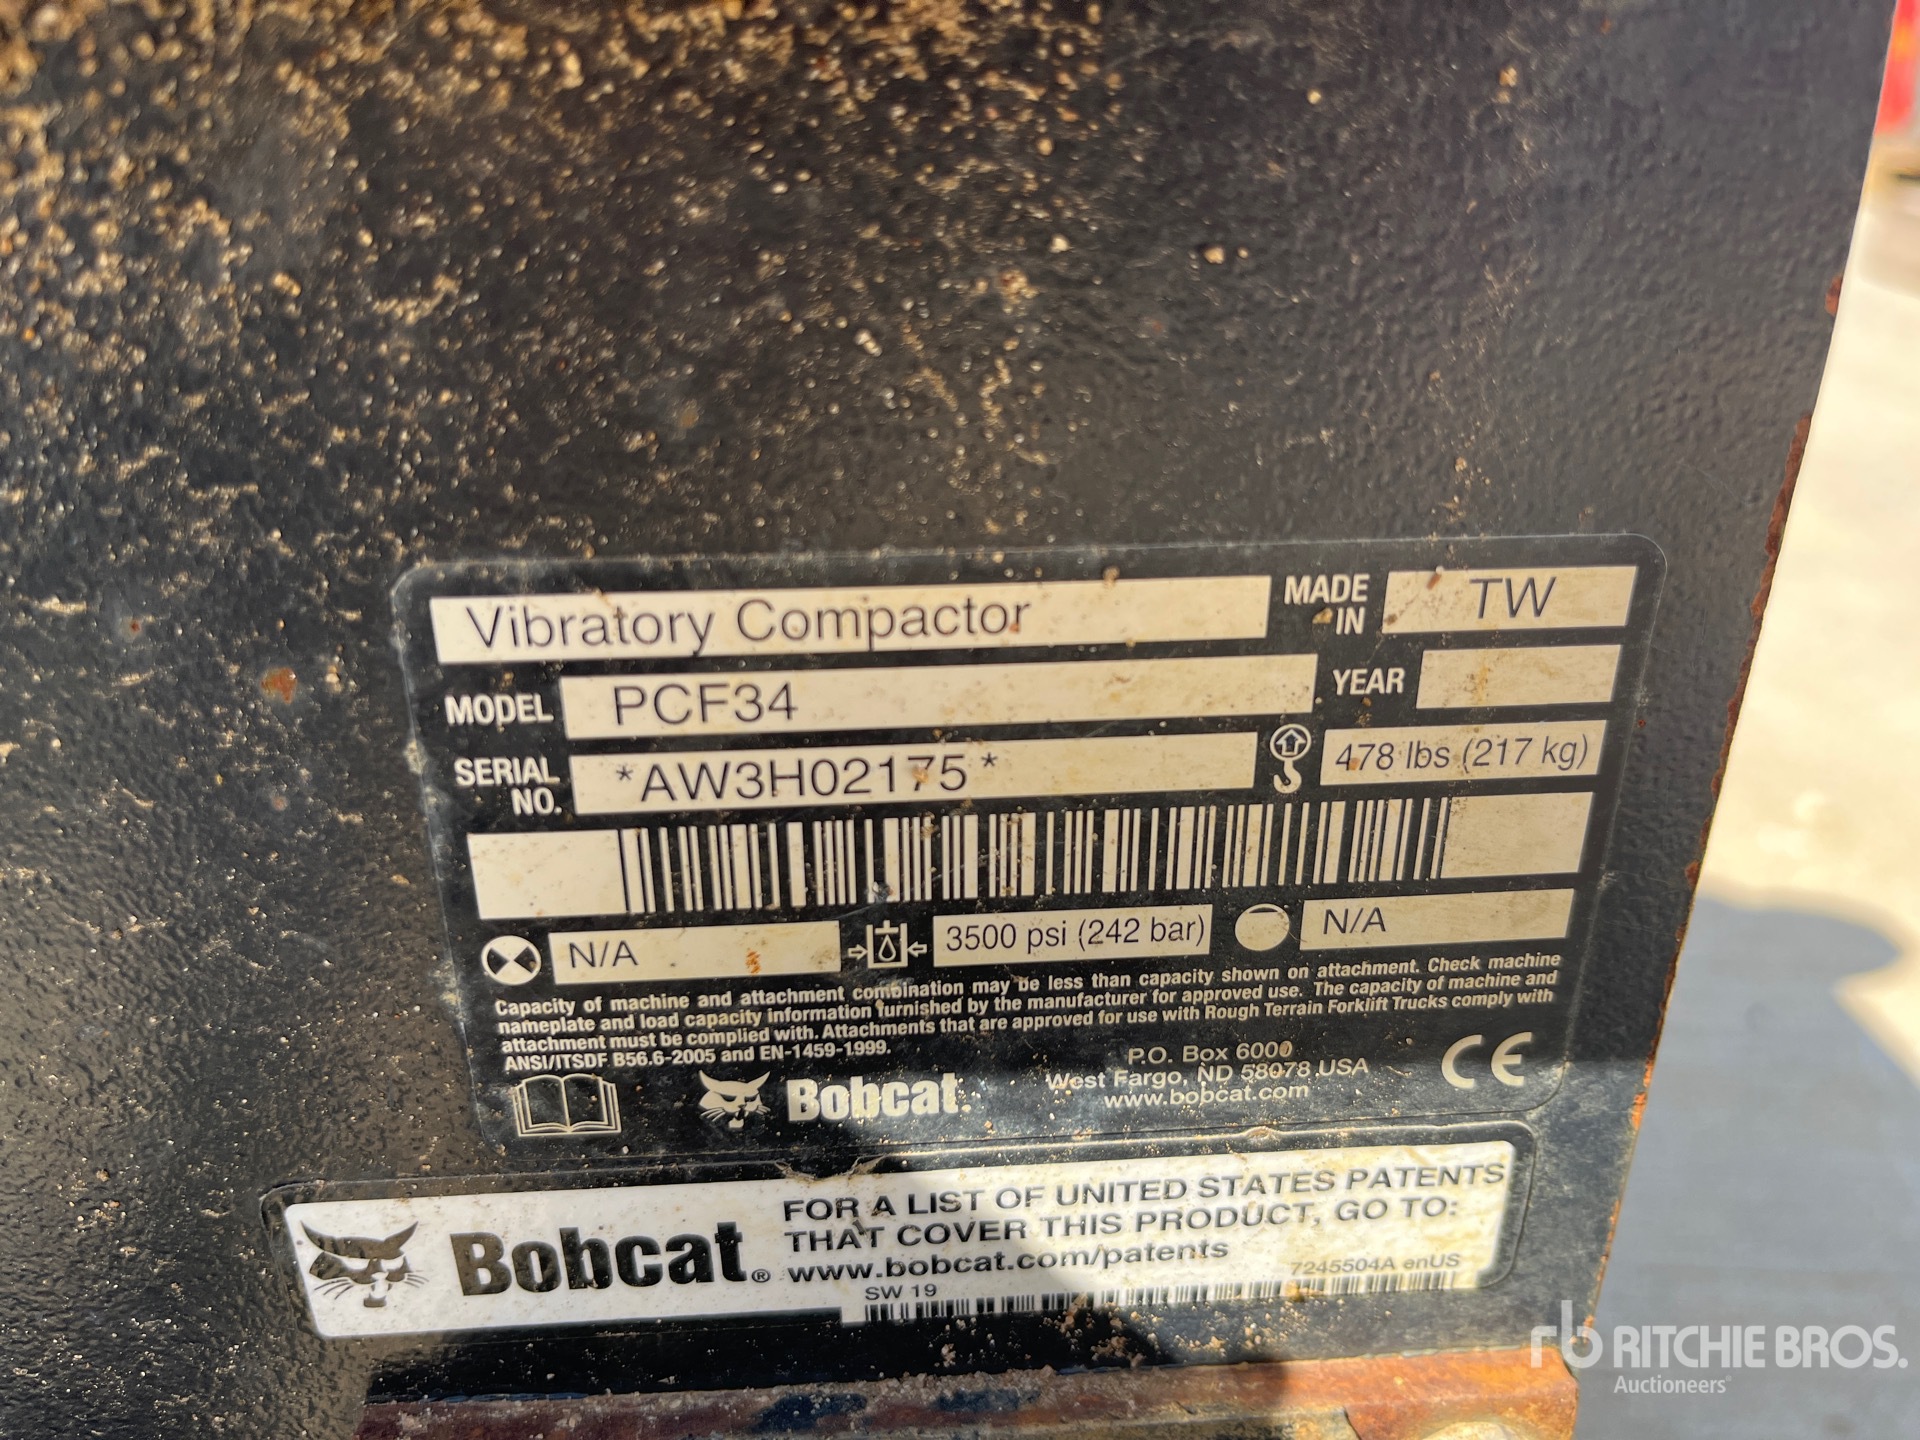 Vibratory Compactor
MADE IN TW
MODEL PCF34
YEAR
SERIAL NO. *AW3H02175*
478 lbs (217 kg)
N/A
3500 psi (242 bar)
N/A
Capacity of machine and attachment combination may be less than capacity shown on attachment. Check machine
nameplate and load capacity information furnished by the manufacturer for approved use. The capacity of machine and
attachment must be complied with. Attachments that are approved for use with Rough Terrain Forklift Trucks comply with
ANSI/ITSDF B56.6-2005 and EN-1459-1999.
Bobcat.
P.O. Box 6000
West Fargo, ND 58078 USA
www.bobcat.com
CE
Bobcat®
FOR A LIST OF UNITED STATES PATENTS
THAT COVER THIS PRODUCT, GO TO:
www.bobcat.com/patents
7245504A enUS
SW 19
rb RITCHIE BROS.
Auctioneers